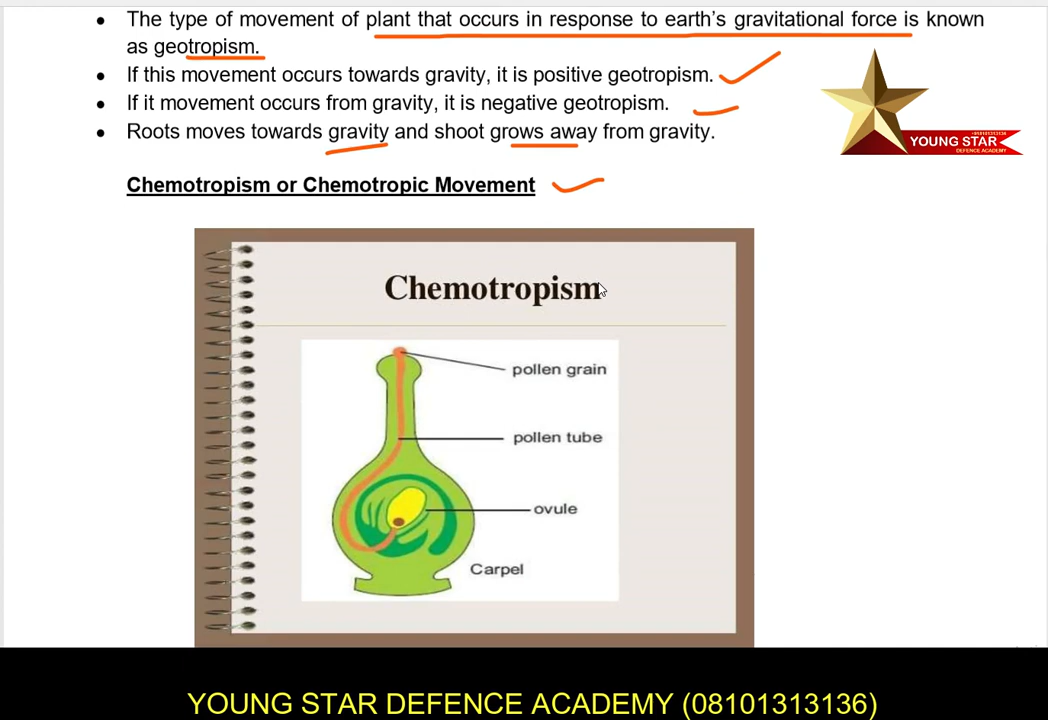 • The type of movement of plant that occurs in response to earth's gravitational force is known
as geotropism.
• If this movement occurs towards gravity, it is positive geotropism.
• If it movement occurs from gravity, it is negative geotropism.
• Roots moves towards gravity and shoot grows away from gravity.
08101313136
YOUNG STAR
DEFENCE ACADEMY
Chemotropism or Chemotropic Movement
Chemotropism
pollen grain
pollen tube
ovule
Carpel
YOUNG STAR DEFENCE ACADEMY (08101313136)